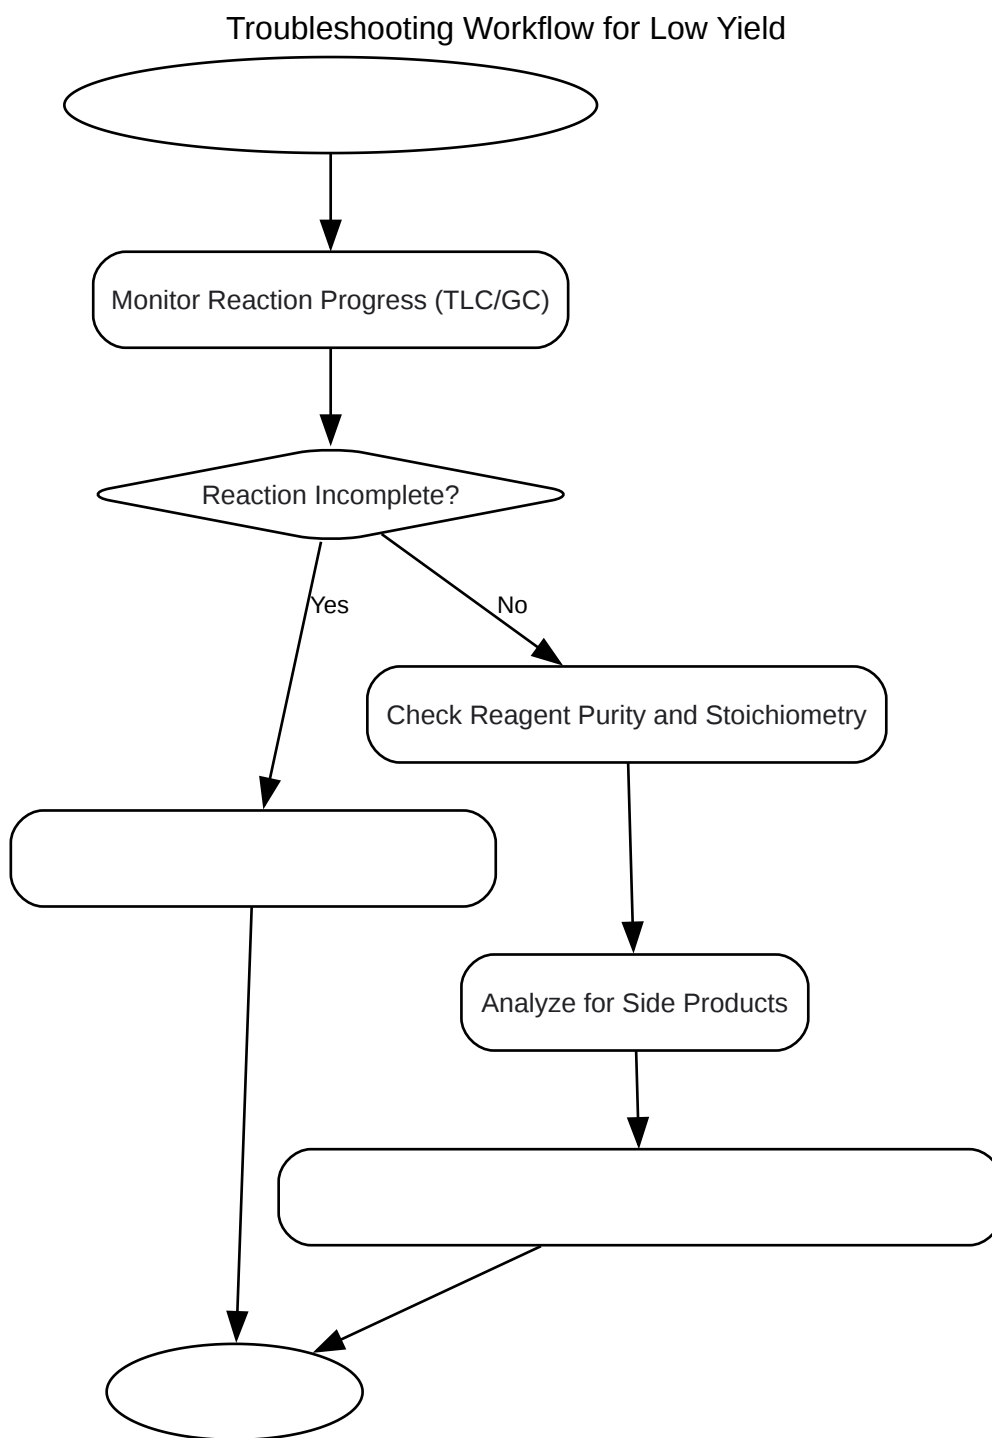 Troubleshooting Workflow for Low Yield
Monitor Reaction Progress (TLC/GC)
Reaction Incomplete?
Yes
No
Check Reagent Purity and Stoichiometry
Analyze for Side Products